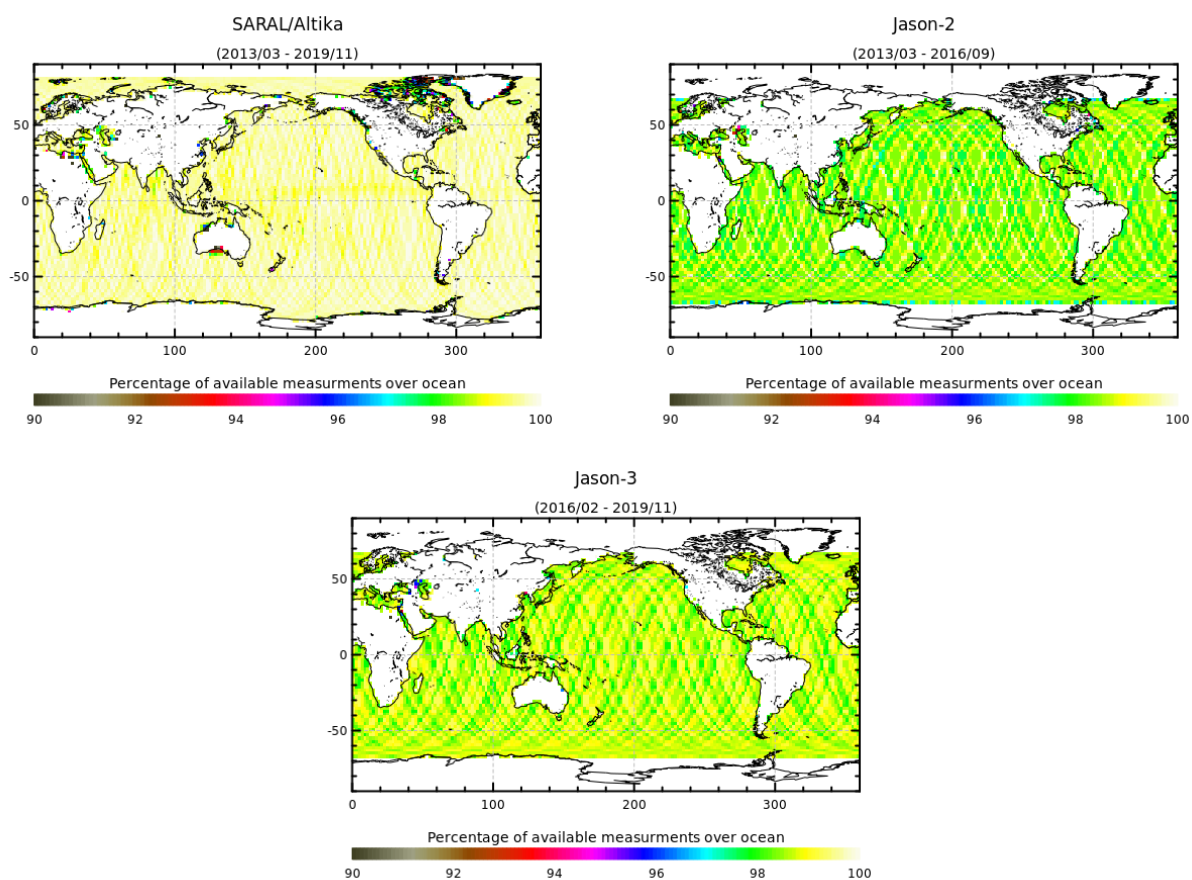 SARAL/Altika
(2013/03 - 2019/11)
50
0
-50
0 100 200 300
Percentage of available measurments over ocean
90 92 94 96 98 100
Jason-2
(2013/03 - 2016/09)
50
0
-50
0 100 200 300
Percentage of available measurments over ocean
90 92 94 96 98 100
Jason-3
(2016/02 - 2019/11)
50
0
-50
0 100 200 300
Percentage of available measurments over ocean
90 92 94 96 98 100